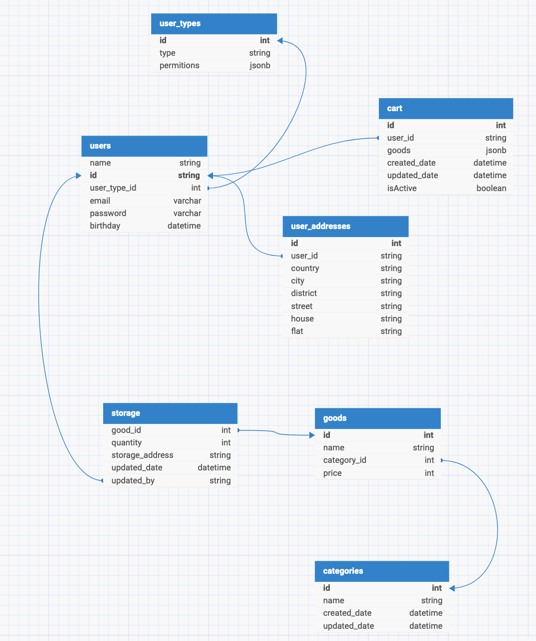 user_types
id int
type string
permitions jsonb
cart
id int
user_id string
goods jsonb
created_date datetime
updated_date datetime
isActive boolean
users
name string
id string
user_type_id int
email varchar
password varchar
birthday datetime
user_addresses
id int
user_id string
country string
city string
district string
street string
house string
flat string
storage
good_id int
quantity int
storage_address string
updated_date datetime
updated_by string
goods
id int
name string
category_id int
price int
categories
id int
name string
created_date datetime
updated_date datetime